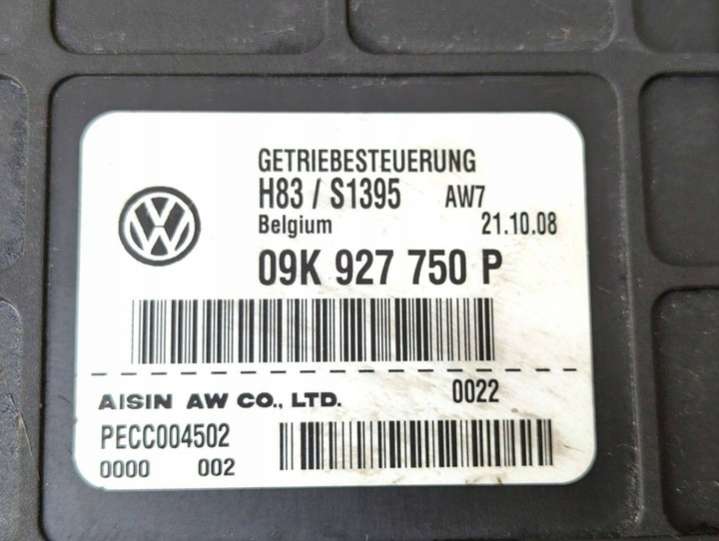 GETRIEBESTEUERUNG
H83 / S1395 AW7
Belgium 21.10.08
09K 927 750 P
AISIN AW CO., LTD. 0022
PECC004502
0000 002